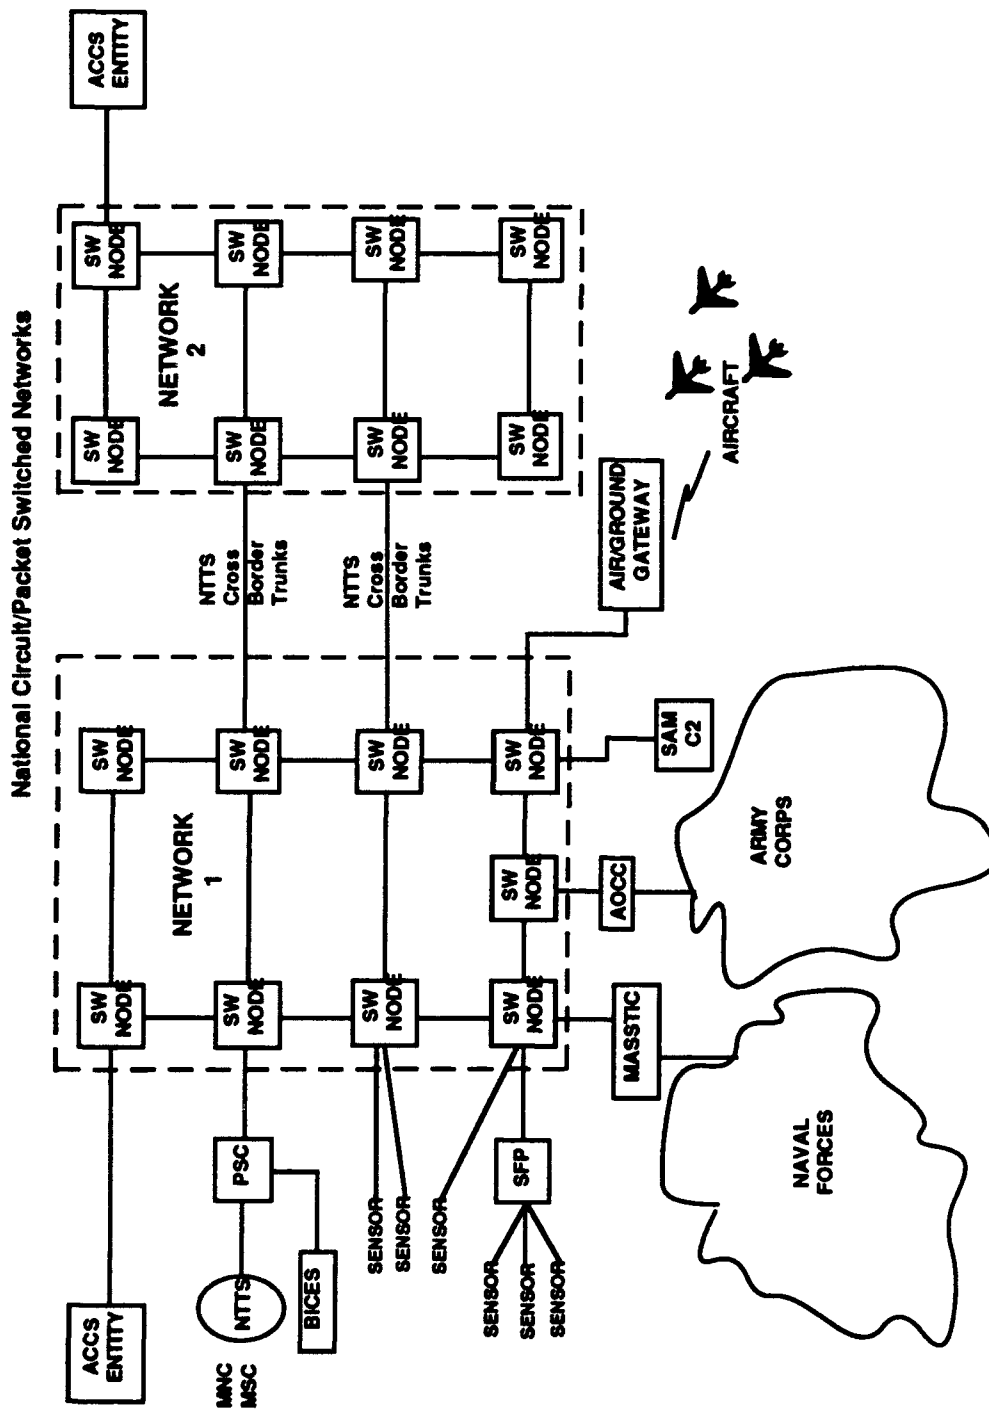 National Circuit/Packet Switched Networks
ACCS
ENTITY
SW
NODE
SW
NODE
SW
NODE
SW
NODE
ACCS
ENTITY
NETWORK
1
NETWORK
2
MNC
MSC
NTTS
PSC
SW
NODE
SW
NODE
NTTS
Cross
Border
Trunks
SW
NODE
SW
NODE
BICES
SENSOR
SENSOR
SW
NODE
SW
NODE
NTTS
Cross
Border
Trunks
SW
NODE
SW
NODE
SENSOR
SENSOR
SENSOR
SENSOR
SFP
SW
NODE
SW
NODE
SW
NODE
SW
NODE
SW
NODE
MASSTIC
AOCC
SAM
C2
AIR/GROUND
GATEWAY
AIRCRAFT
NAVAL
FORCES
ARMY
CORPS